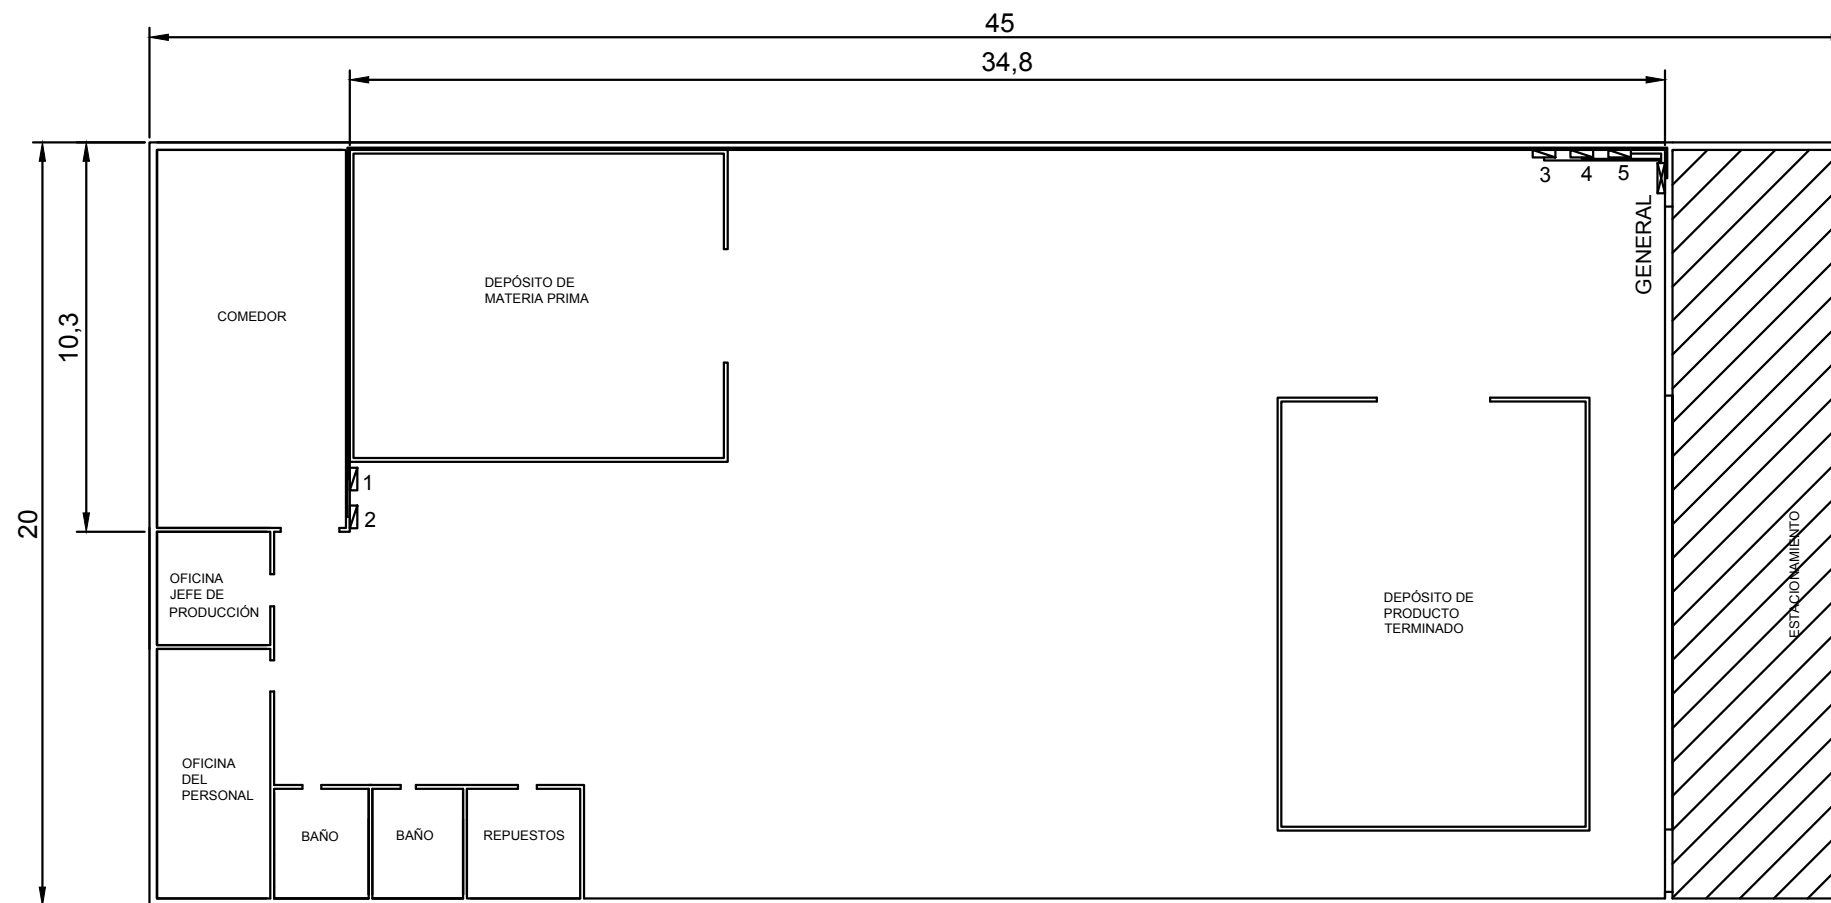 45
34,8
3
4
5
GENERAL
DEPÓSITO DE
MATERIA PRIMA
COMEDOR
10,3
1
2
20
OFICINA
JEFE DE
PRODUCCIÓN
DEPÓSITO DE
PRODUCTO
TERMINADO
ESTACIONAMIENTO
OFICINA
DEL
PERSONAL
BAÑO
BAÑO
REPUESTOS